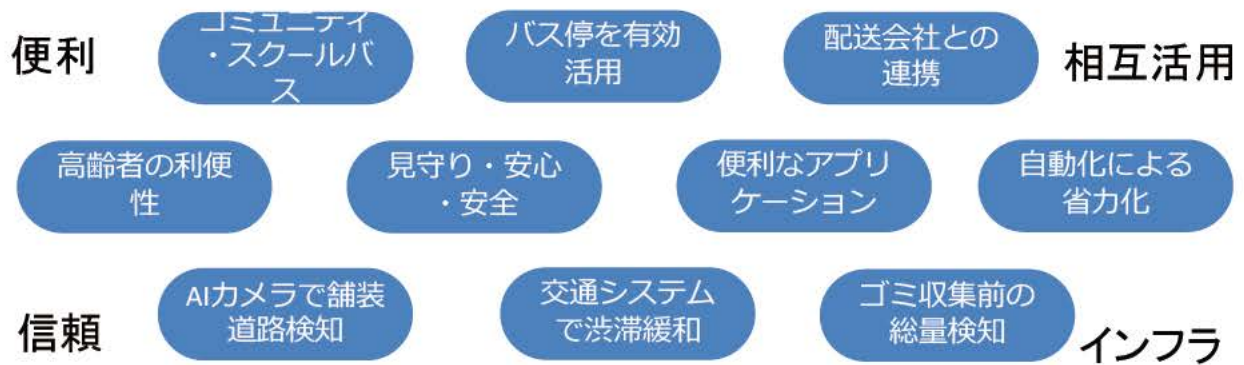 便利
コミュニティ
・スクールバ
ス
バス停を有効
活用
配送会社との
連携
相互活用
高齢者の利便
性
見守り・安心
・安全
便利なアプリ
ケーション
自動化による
省力化
信頼
AIカメラで舗装
道路検知
交通システム
で渋滞緩和
ゴミ収集前の
総量検知
インフラ